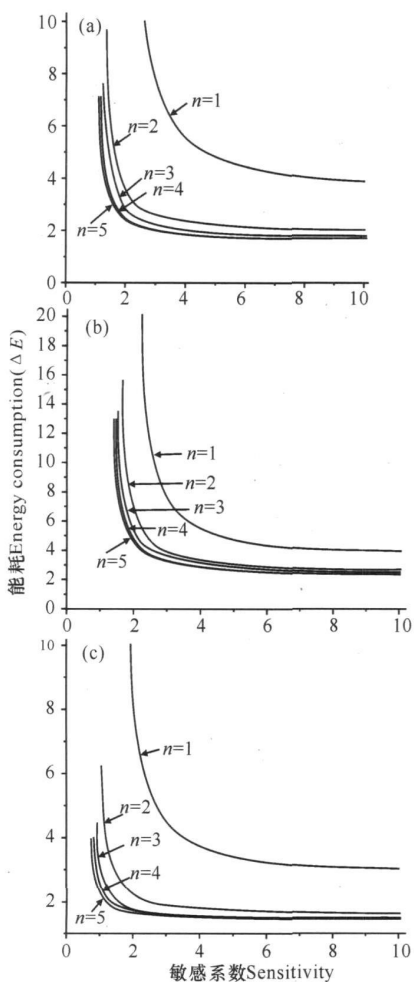 能耗Energy consumption(ΔE)
(a)
10
8
6
4
2
0
n=1
n=2
n=3
n=4
n=5
0 2 4 6 8 10
(b)
20
18
16
14
12
10
8
6
4
2
0
n=1
n=2
n=3
n=4
n=5
0 2 4 6 8 10
(c)
10
8
6
4
2
n=1
n=2
n=3
n=4
n=5
0 2 4 6 8 10
敏感系数Sensitivity